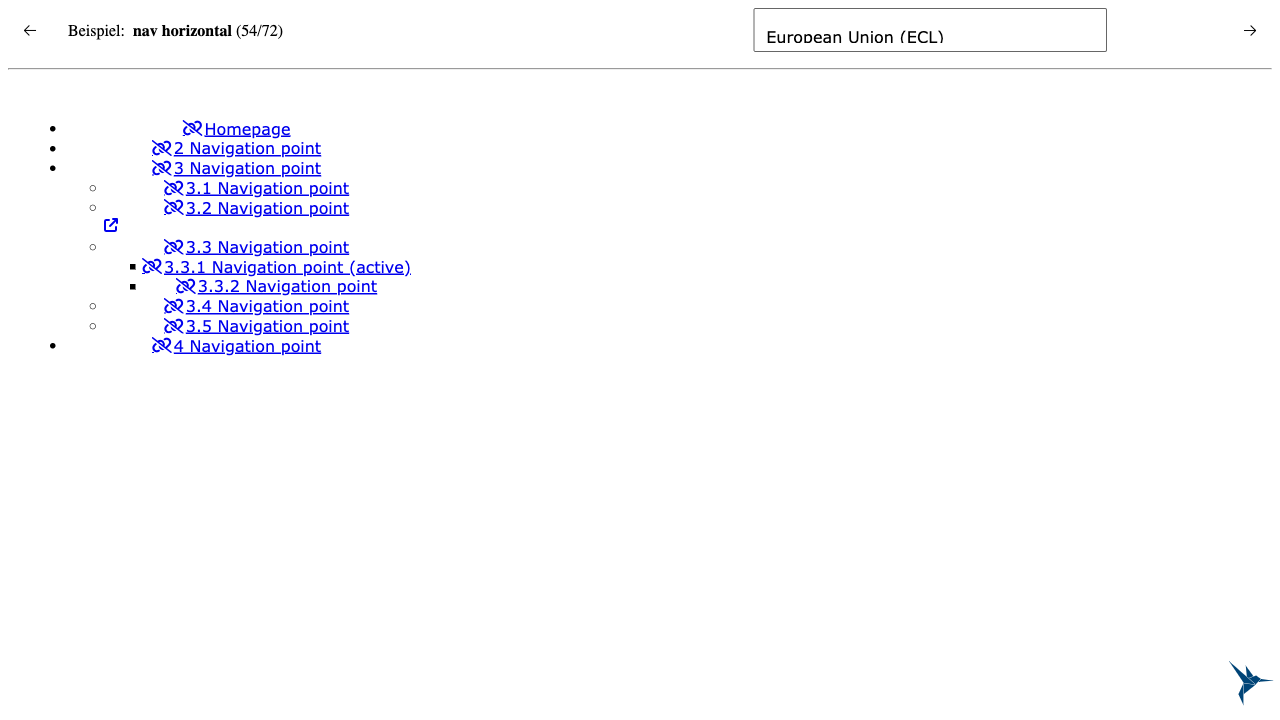 Beispiel: nav horizontal (54/72)
European Union (ECL)
Homepage
2 Navigation point
3 Navigation point
3.1 Navigation point
3.2 Navigation point
3.3 Navigation point
3.3.1 Navigation point (active)
3.3.2 Navigation point
3.4 Navigation point
3.5 Navigation point
4 Navigation point